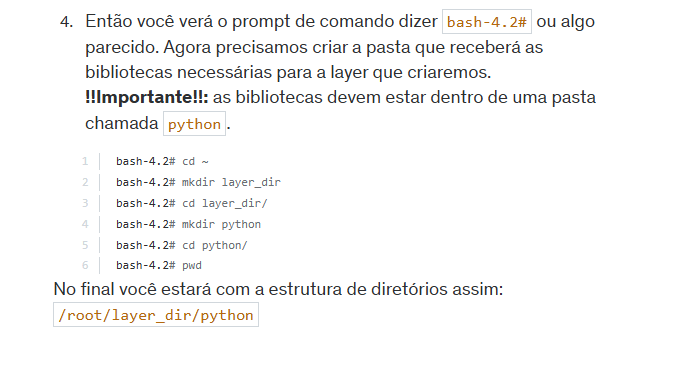 4. Então você verá o prompt de comando dizer bash-4.2# ou algo
parecido. Agora precisamos criar a pasta que receberá as
bibliotecas necessárias para a layer que criaremos.
!!Importante!!: as bibliotecas devem estar dentro de uma pasta
chamada python.
1 bash-4.2# cd ~
2 bash-4.2# mkdir layer_dir
3 bash-4.2# cd layer_dir/
4 bash-4.2# mkdir python
5 bash-4.2# cd python/
6 bash-4.2# pwd
No final você estará com a estrutura de diretórios assim:
/root/layer_dir/python